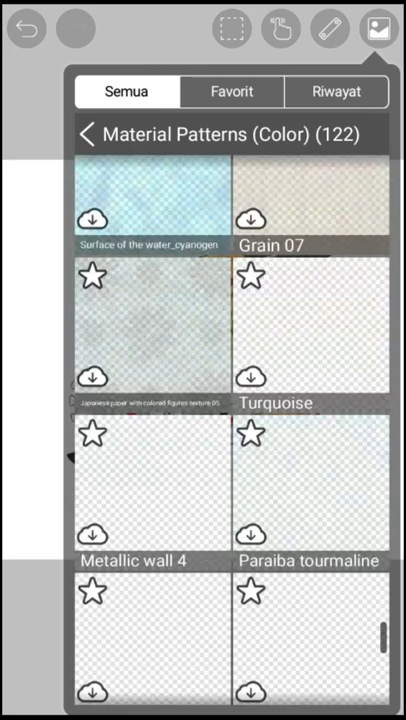 Semua Favorit Riwayat
Material Patterns (Color) (122)
Surface of the water_cyanogen Grain 07
Japanese paper with colored figures texture 05 Turquoise
Metallic wall 4 Paraiba tourmaline